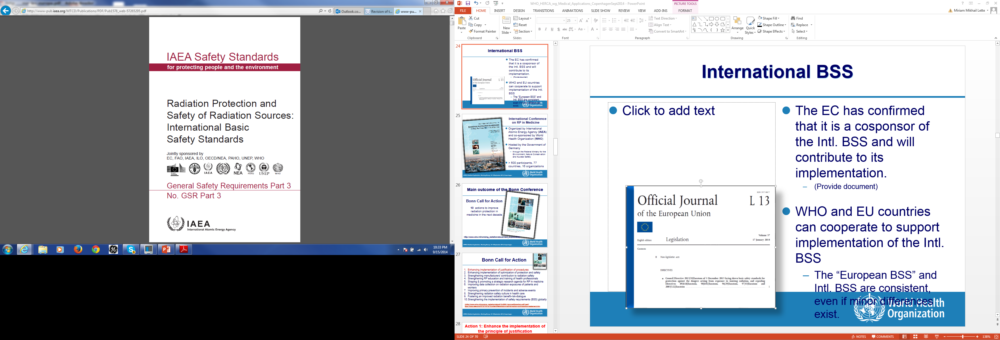 http://www-pub.iaea.org/MTCD/Publications/PDF/Pub1578_web-57265295.pdf
Outlook.co...
Revision of t...
www-pu...
IAEA Safety Standards
for protecting people and the environment
Radiation Protection and
Safety of Radiation Sources:
International Basic
Safety Standards
Jointly sponsored by
EC, FAO, IAEA, ILO, OECD/NEA, PAHO, UNEP, WHO
IAEA
NEA
PAHO
UNEP
WHO
General Safety Requirements Part 3
No. GSR Part 3
IAEA
International Atomic Energy Agency
10:33 PM
9/15/2014
WHO_HERCA_wg_Medical_Applications_CopenhagenSept2014 - PowerPoint
PICTURE TOOLS
FILE
HOME
INSERT
DESIGN
TRANSITIONS
ANIMATIONS
SLIDE SHOW
REVIEW
VIEW
ADD-INS
FORMAT
Miriam Mikhail Lette
Paste
Cut
Copy
Format Painter
Clipboard
New
Slide
Layout
Reset
Section
Slides
25
Font
Text Direction
Align Text
Convert to SmartArt
Paragraph
Arrange
Quick
Styles
Shape Fill
Shape Outline
Shape Effects
Drawing
Find
Replace
Select
Editing
24
International BSS
The EC has confirmed
that it is a cosponsor of
the Intl. BSS and will
contribute to its
implementation.
– (Provide document)
WHO and EU countries
can cooperate to support
implementation of the Intl.
BSS
– The “European BSS” and
Intl. BSS are consistent,
even if minor differences
exist.
Official Journal L 13
of the European Union
25
International Conference
on RP in Medicine
Organized by International
Atomic Energy Agency (IAEA)
and co-sponsored by World
Health Organization (WHO)
Hosted by the Government of
Germany
– through the Federal Ministry for the
Environment, Nature Conservation
and Nuclear Safety
> 500 participants, 77
countries, 16 organizations
World Health
Organization
26
Main outcome of the Bonn Conference
Bonn Call for Action
10 actions to improve
radiation protection in
medicine in the next decade
World Health
Organization
27
Bonn Call for Action
1. Enhancing implementation of justification of procedures
2. Enhancing implementation of optimization of protection and safety
3. Strengthening manufacturers' contribution to radiation safety
4. Strengthening RP education and training of health professionals
5. Shaping & promoting a strategic research agenda for RP in medicine
6. Improving data collection on radiation exposures of patients and
workers
7. Improving primary prevention of incidents and adverse events
8. Strengthening radiation safety culture in health care
9. Fostering an improved radiation benefit-risk-dialogue
10. Strengthening the implementation of safety requirements (BSS) globally
World Health
Organization
28
Action 1: Enhance the implementation of
the principle of justification
International BSS
Click to add text
Official Journal L 13
of the European Union
English edition
Legislation
Volume 57
17 January 2014
Contents
II Non-legislative acts
DIRECTIVES
Council Directive 2013/59/Euratom of 5 December 2013 laying down basic safety standards for
protection against the dangers arising from exposure to ionising radiation, and repealing
Directives 89/618/Euratom, 90/641/Euratom, 96/29/Euratom, 97/43/Euratom and
2003/122/Euratom 1
The EC has confirmed
that it is a cosponsor of
the Intl. BSS and will
contribute to its
implementation.
– (Provide document)
WHO and EU countries
can cooperate to support
implementation of the Intl.
BSS
– The “European BSS” and
Intl. BSS are consistent,
even if minor differences
exist.
World Health
Organization
SLIDE 24 OF 70
NOTES
COMMENTS
138%